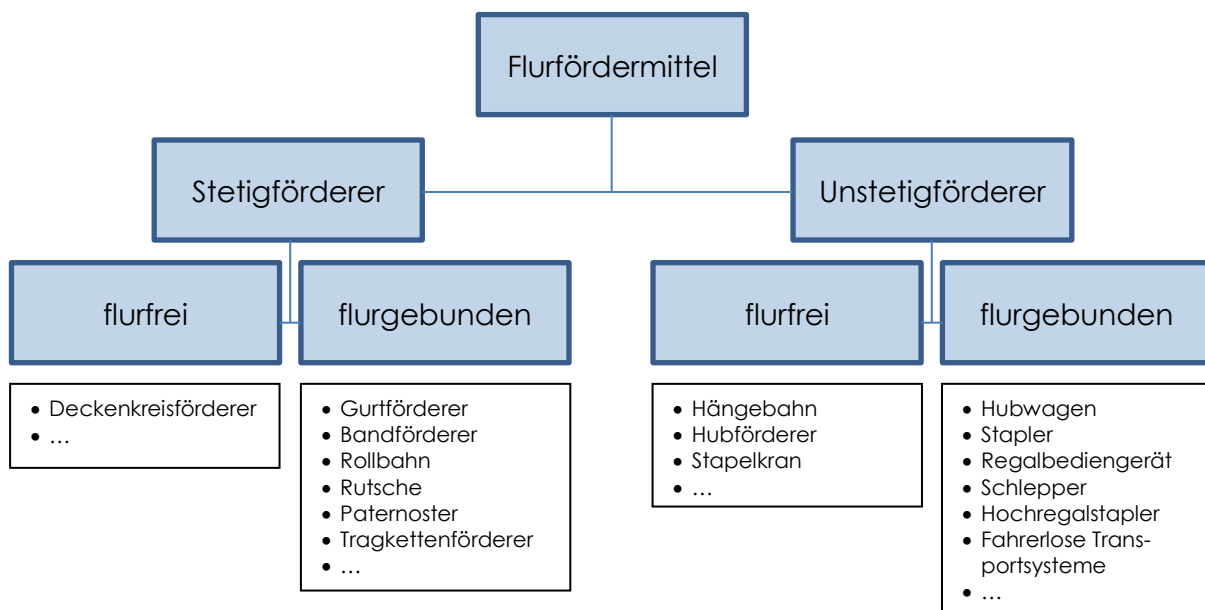 Flurfördermittel
Stetigförderer
Unstetigförderer
flurfrei
flurgebunden
flurfrei
flurgebunden
• Deckenkreisförderer
• …
• Gurtförderer
• Bandförderer
• Rollbahn
• Rutsche
• Paternoster
• Tragkettenförderer
• …
• Hängebahn
• Hubförderer
• Stapelkran
• …
• Hubwagen
• Stapler
• Regalbediengerät
• Schlepper
• Hochregalstapler
• Fahrerlose Trans-
portsysteme
• …